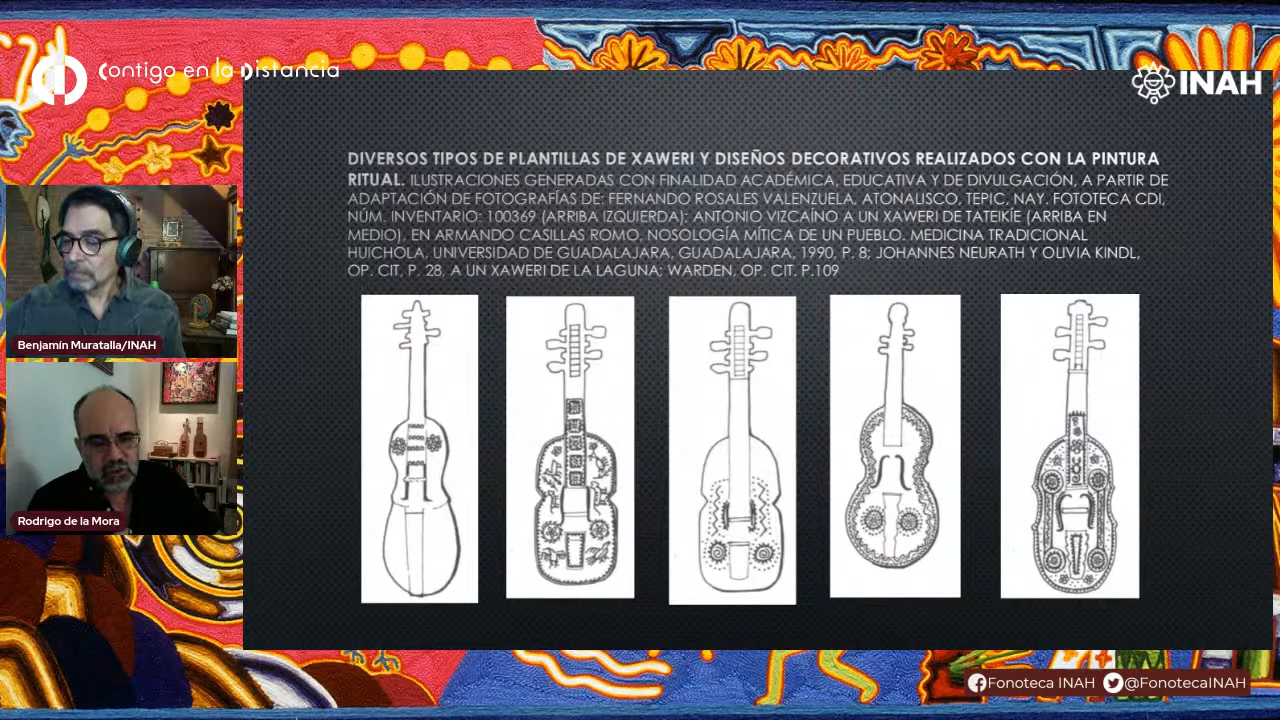 Contigo en la Distancia
INAH
DIVERSOS TIPOS DE PLANTILLAS DE XAWERI Y DISEÑOS DECORATIVOS REALIZADOS CON LA PINTURA
RITUAL. ILUSTRACIONES GENERADAS CON FINALIDAD ACADÉMICA, EDUCATIVA Y DE DIVULGACIÓN, A PARTIR DE
ADAPTACIÓN DE FOTOGRAFÍAS DE: FERNANDO ROSALES VALENZUELA, ATONALISCO, TEPIC, NAY. FOTOTECA CDI,
NÚM. INVENTARIO: 100369 (ARRIBA IZQUIERDA); ANTONIO VIZCAÍNO A UN XAWERI DE TATEIKÍE (ARRIBA EN
MEDIO), EN ARMANDO CASILLAS ROMO, NOSOLOGÍA MÍTICA DE UN PUEBLO. MEDICINA TRADICIONAL
HUICHOLA, UNIVERSIDAD DE GUADALAJARA, GUADALAJARA, 1990, P. 8; JOHANNES NEURATH Y OLIVIA KINDL,
OP. CIT, P. 28, A UN XAWERI DE LA LAGUNA; WARDEN, OP. CIT. P.109
Benjamín Muratalla/INAH
Rodrigo de la Mora
Fonoteca INAH @FonotecaINAH